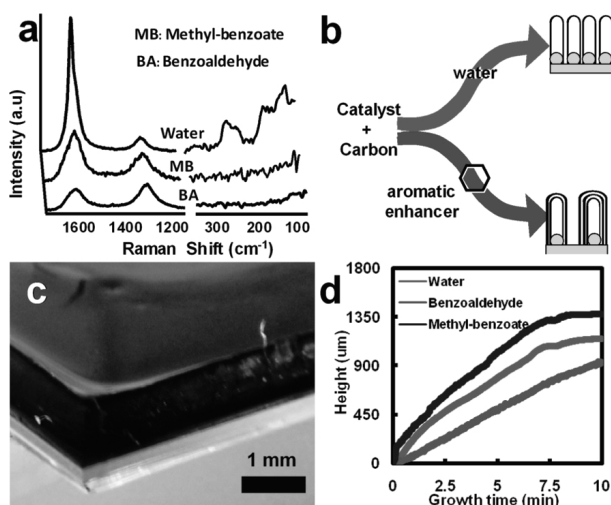 a
MB: Methyl-benzoate
BA: Benzoaldehyde
Intensity (a.u)
Water
MB
BA
1600 1400 1200 300 200 100
Raman Shift (cm-1)
b
water
Catalyst
+
Carbon
aromatic
enhancer
c
1 mm
d
Height (um)
1800
1350
900
450
0
Water
Benzoaldehyde
Methyl-benzoate
0 2.5 5 7.5 10
Growth time (min)